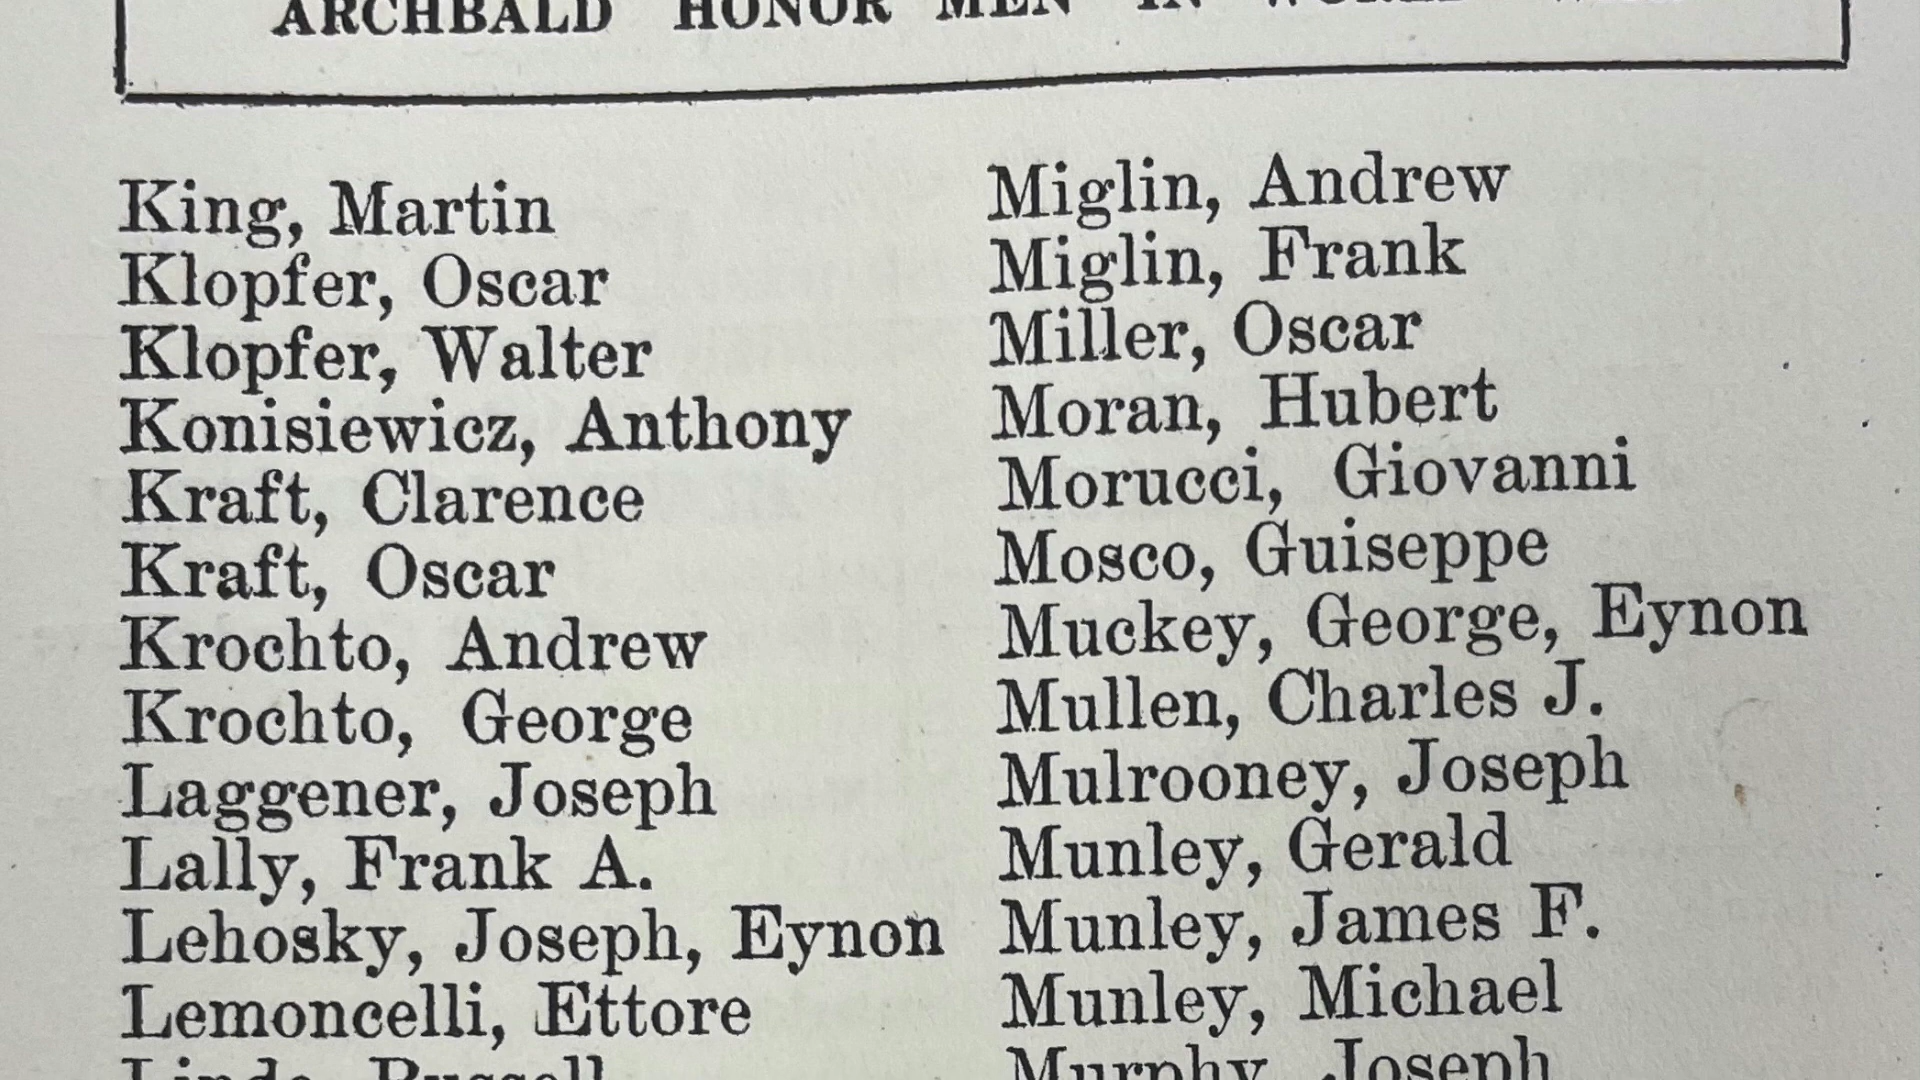 ARCHBALD HONOR MEN IN WORLD WAR
King, Martin
Klopfer, Oscar
Klopfer, Walter
Konisiewicz, Anthony
Kraft, Clarence
Kraft, Oscar
Krochto, Andrew
Krochto, George
Laggener, Joseph
Lally, Frank A.
Lehosky, Joseph, Eynon
Lemoncelli, Ettore
Linde, Russell
Miglin, Andrew
Miglin, Frank
Miller, Oscar
Moran, Hubert
Morucci, Giovanni
Mosco, Guiseppe
Muckey, George, Eynon
Mullen, Charles J.
Mulrooney, Joseph
Munley, Gerald
Munley, James F.
Munley, Michael
Murphy, Joseph